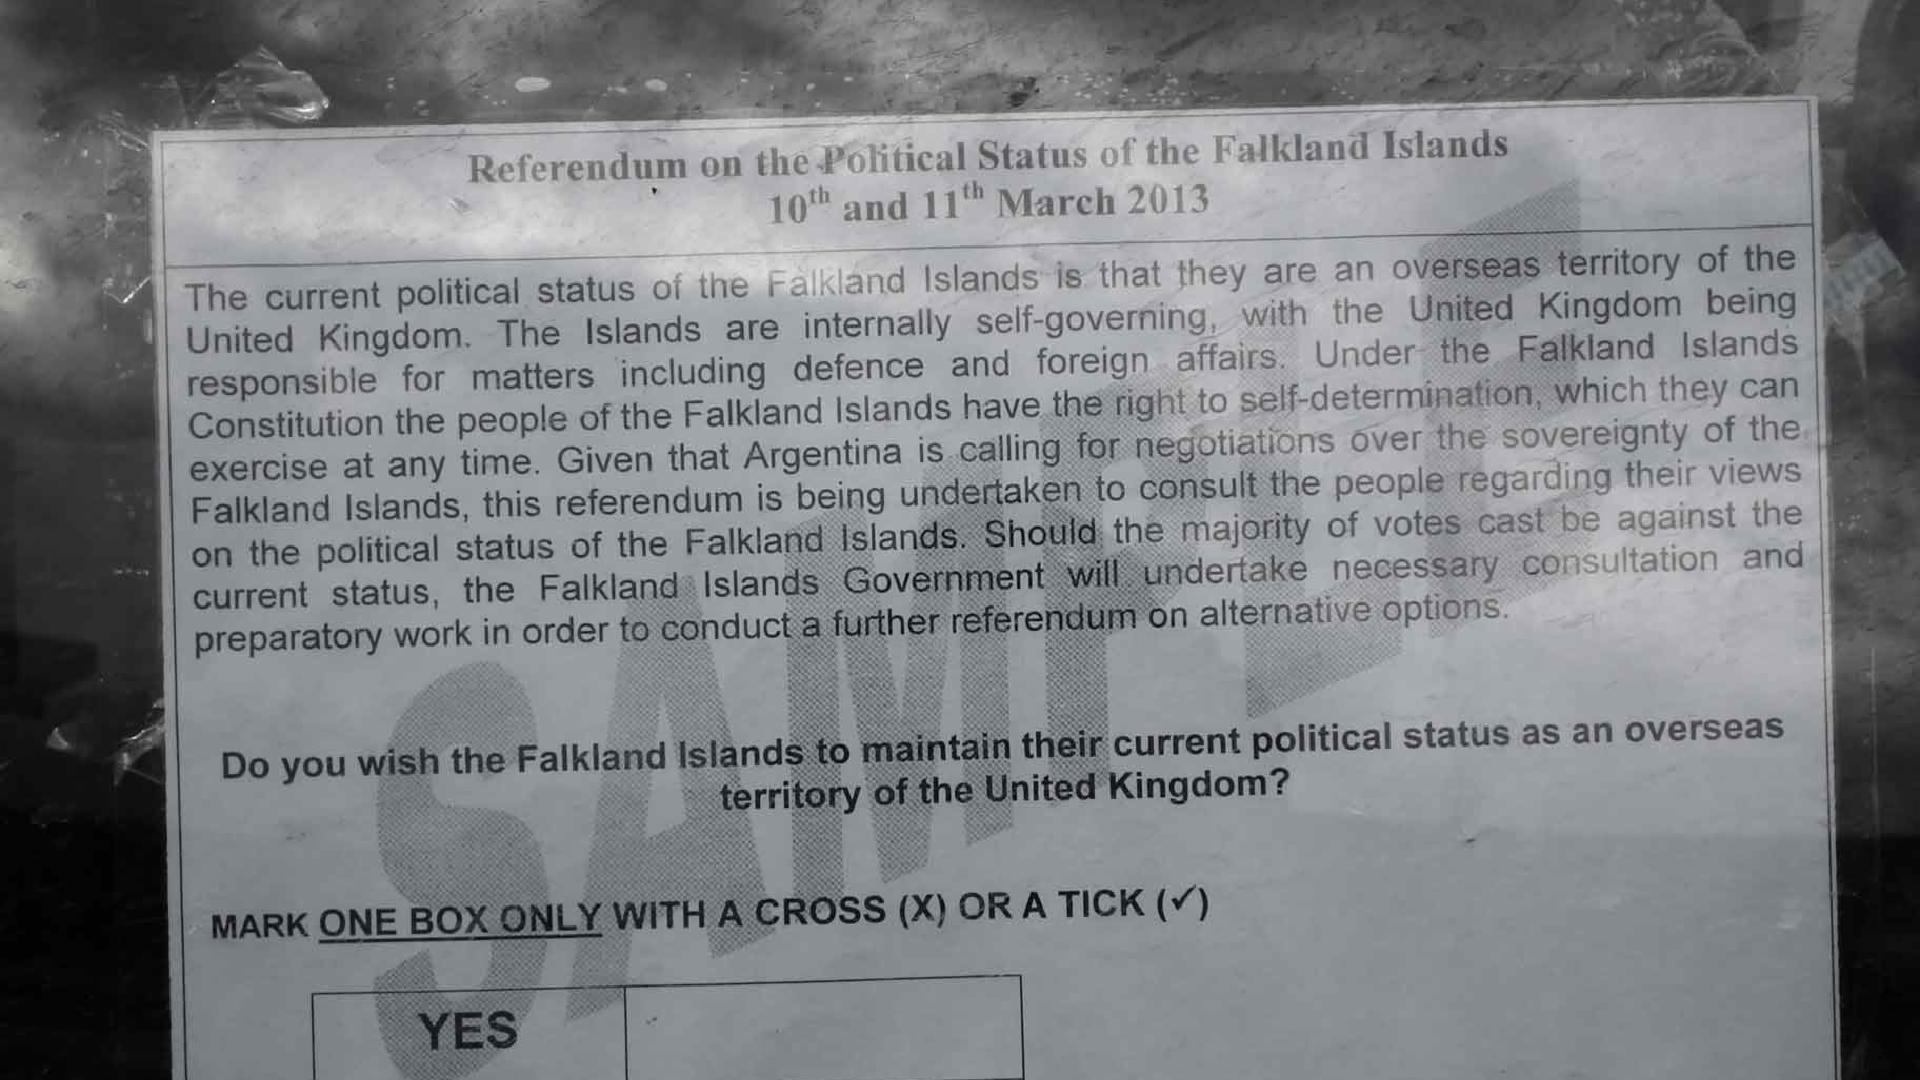 Referendum on the Political Status of the Falkland Islands
10th and 11th March 2013
The current political status of the Falkland Islands is that they are an overseas territory of the
United Kingdom. The Islands are internally self-governing, with the United Kingdom being
responsible for matters including defence and foreign affairs. Under the Falkland Islands
Constitution the people of the Falkland Islands have the right to self-determination, which they can
exercise at any time. Given that Argentina is calling for negotiations over the sovereignty of the
Falkland Islands, this referendum is being undertaken to consult the people regarding their views
on the political status of the Falkland Islands. Should the majority of votes cast be against the
current status, the Falkland Islands Government will undertake necessary consultation and
preparatory work in order to conduct a further referendum on alternative options.
SAMPLE
Do you wish the Falkland Islands to maintain their current political status as an overseas
territory of the United Kingdom?
MARK ONE BOX ONLY WITH A CROSS (X) OR A TICK (✓)
YES